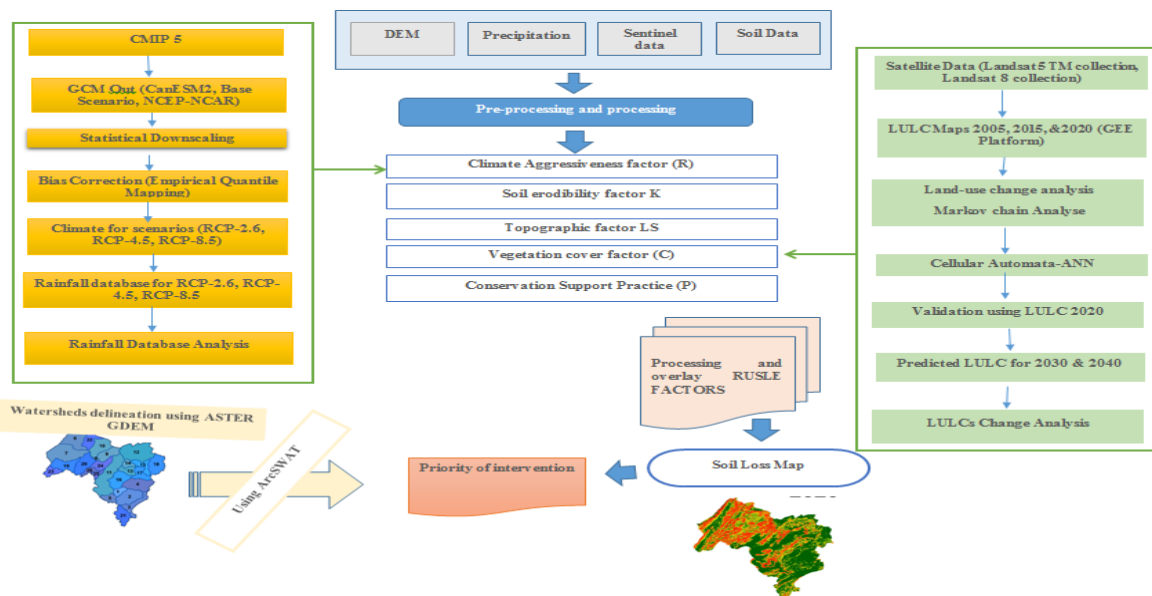 CMIP 5
GCM Out (CanESM2, Base
Scenario, NCEP-NCAR)
Statistical Downscaling
Bias Correction (Empirical Quantile
Mapping)
Climate for scenarios (RCP-2.6,
RCP-4.5, RCP-8.5)
Rainfall database for RCP-2.6, RCP-
4.5, RCP-8.5
Rainfall Database Analysis
DEM
Precipitation
Sentinel
data
Soil Data
Pre-processing and processing
Climate Aggressiveness factor (R)
Soil erodibility factor K
Topographic factor LS
Vegetation cover factor (C)
Conservation Support Practice (P)
Processing and
overlay RUSLE
FACTORS
Soil Loss Map
Priority of intervention
Satellite Data (Landsat5 TM collection,
Landsat 8 collection)
LULC Maps 2005, 2015, &2020 (GEE
Platform)
Land-use change analysis
Markov chain Analyse
Cellular Automata-ANN
Validation using LULC 2020
Predicted LULC for 2030 & 2040
LULCs Change Analysis
Watersheds delineation using ASTER
GDEM
Using ArcSWAT